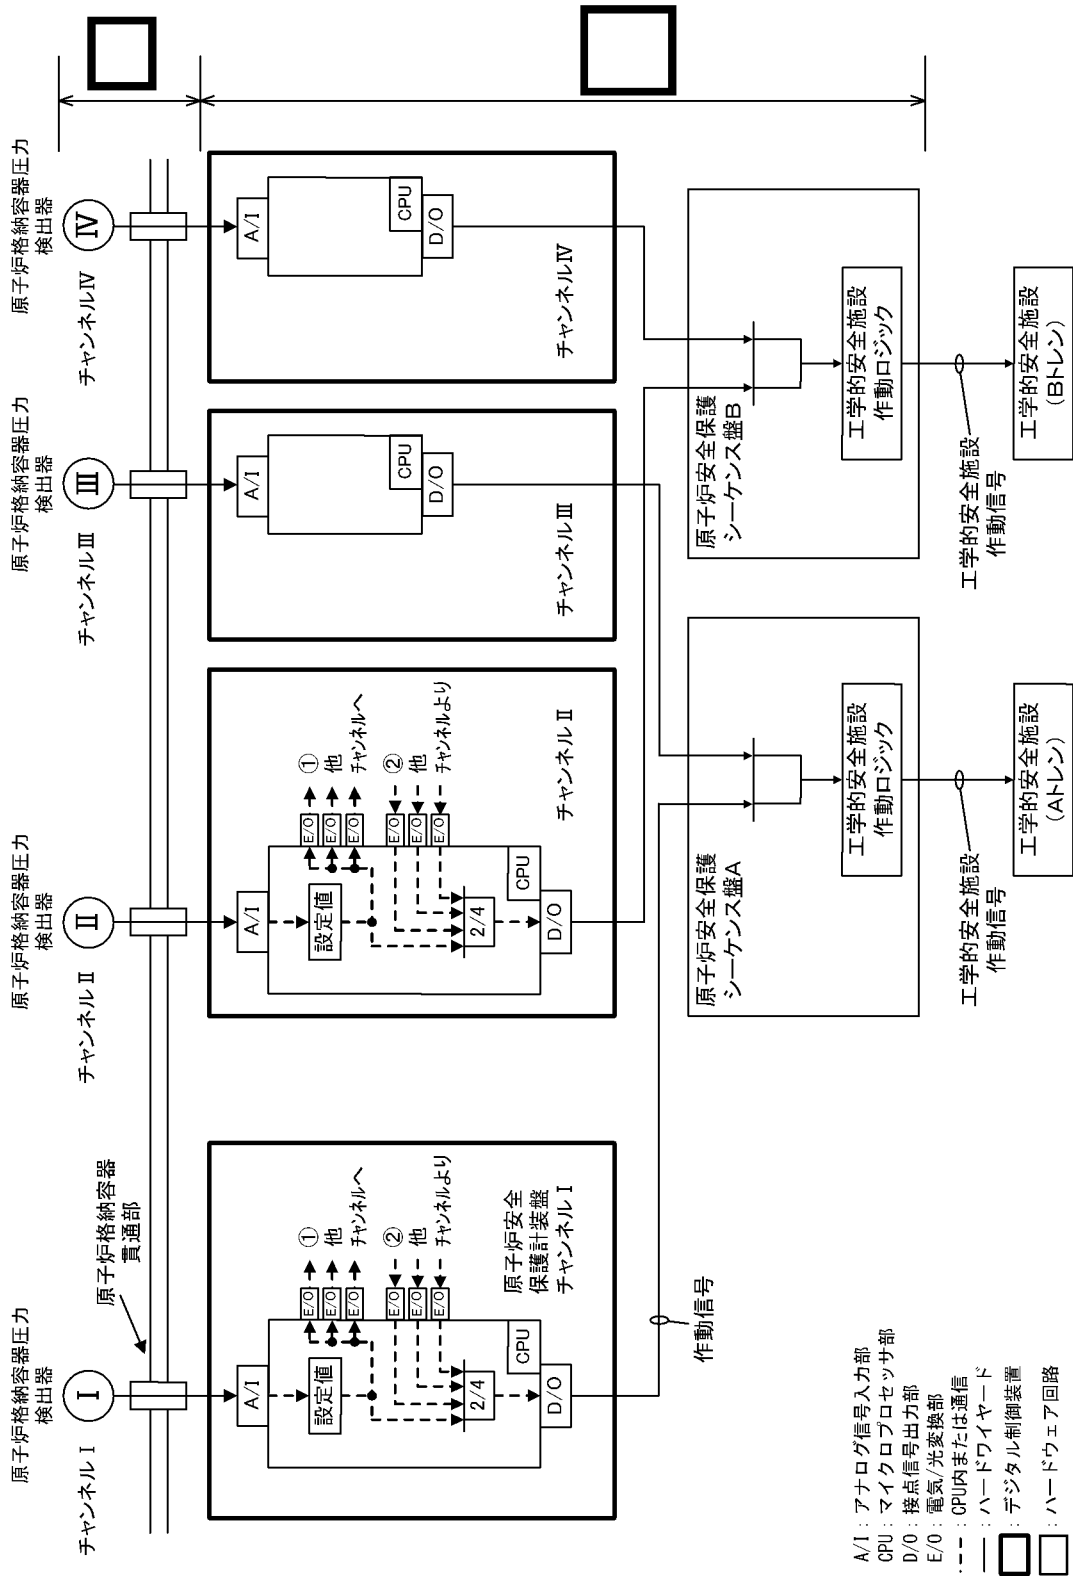 原子炉格納容器圧力
検出器
チャンネルⅠ
Ⅰ
原子炉格納容器
貫通部
原子炉格納容器圧力
検出器
チャンネルⅡ
Ⅱ
原子炉格納容器圧力
検出器
チャンネルⅢ
Ⅲ
原子炉格納容器圧力
検出器
チャンネルⅣ
Ⅳ
A/I
設定値
E/O
E/O
E/O
①
他
チャンネルへ
E/O
E/O
E/O
②
他
チャンネルより
2/4
CPU
D/O
原子炉安全
保護計装盤
チャンネルⅠ
A/I
設定値
E/O
E/O
E/O
①
他
チャンネルへ
E/O
E/O
E/O
②
他
チャンネルより
2/4
CPU
D/O
チャンネルⅡ
A/I
CPU
D/O
チャンネルⅢ
A/I
CPU
D/O
チャンネルⅣ
作動信号
原子炉安全保護
シーケンス盤A
工学的安全施設
作動ロジック
工学的安全施設
作動信号
工学的安全施設
(Aトレン)
原子炉安全保護
シーケンス盤B
工学的安全施設
作動ロジック
工学的安全施設
作動信号
工学的安全施設
(Bトレン)
A/I：アナログ信号入力部
CPU：マイクロプロセッサ部
D/O：接点信号出力部
E/O：電気/光変換部
：CPU内または通信
：ハードワイヤード
：デジタル制御装置
：ハードウェア回路